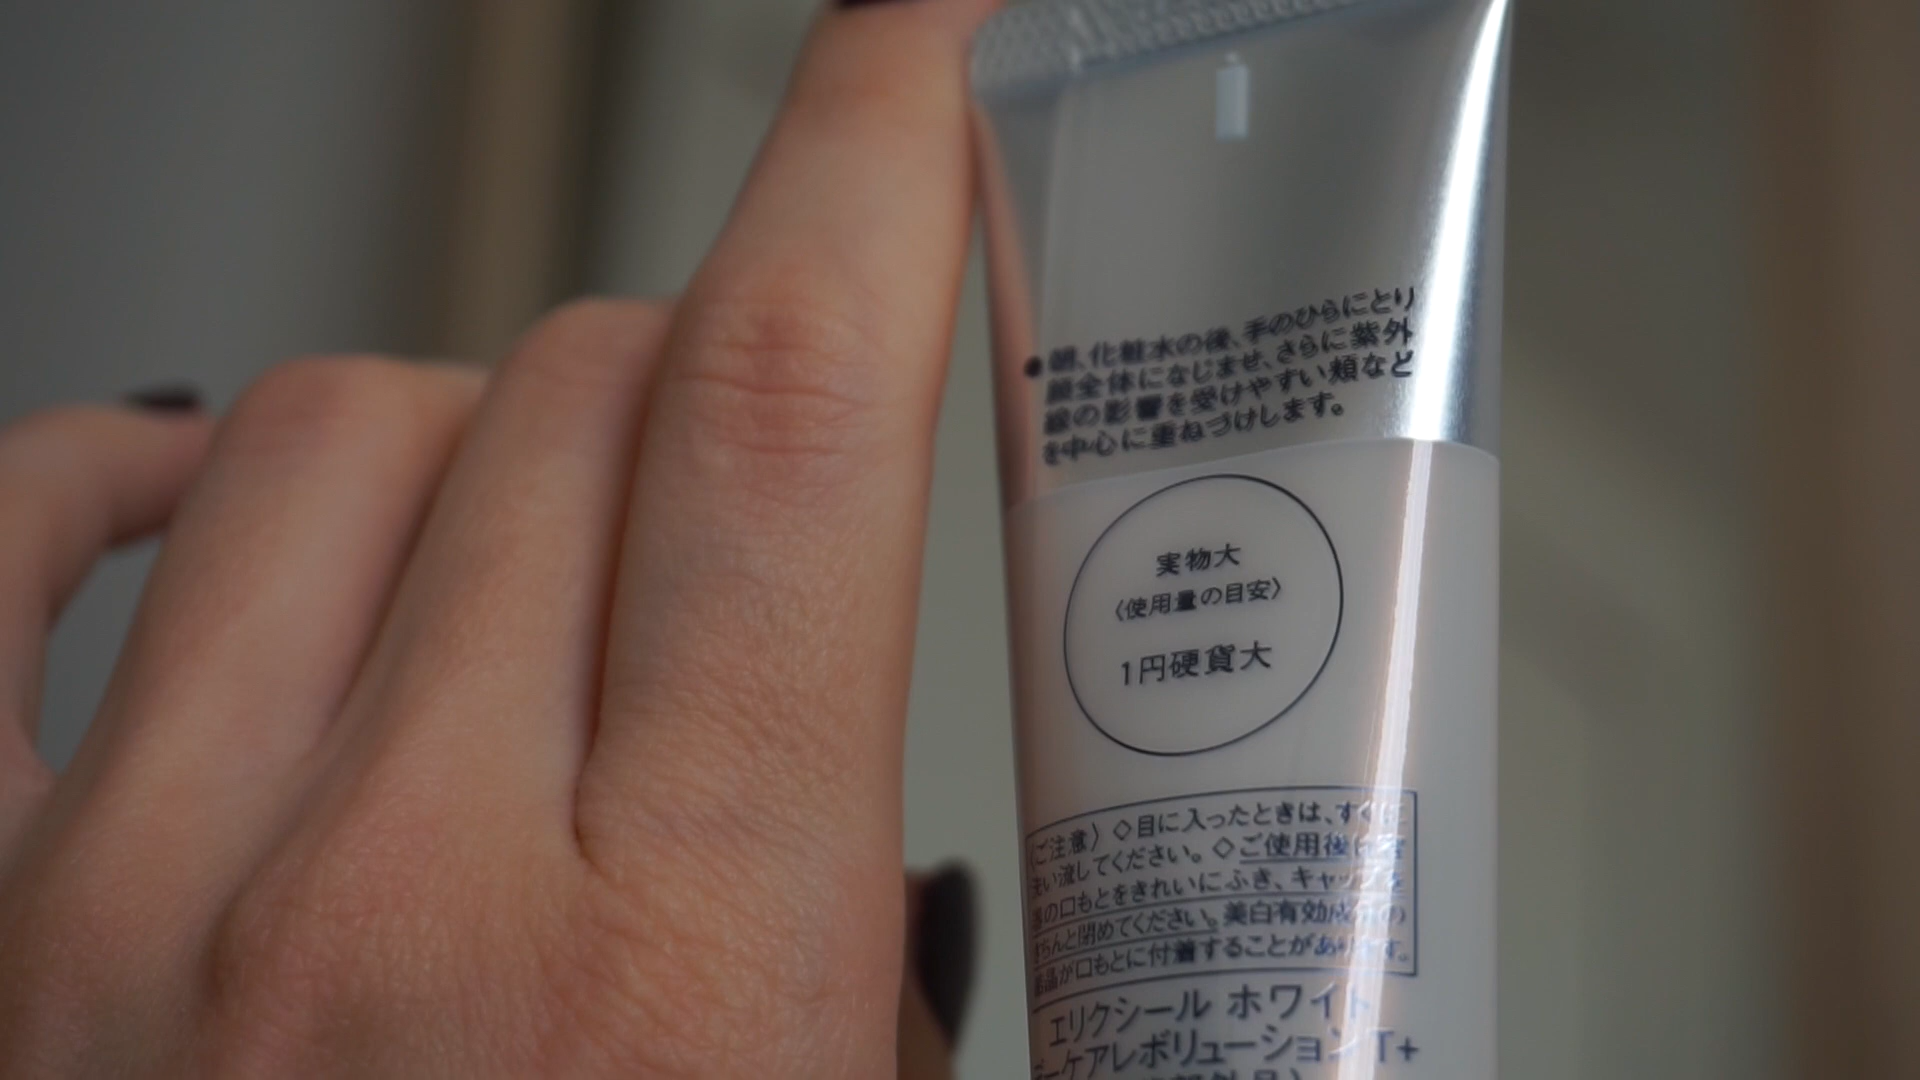 ●朝、化粧水の後、手のひらにとり
顔全体になじませ、さらに紫外
線の影響を受けやすい頬など
を中心に重ねづけします。
実物大
〈使用量の目安〉
1円硬貨大
〈ご注意〉◇目に入ったときは、すぐに
洗い流してください。◇ご使用後は容
器の口もとをきれいにふき、キャップを
きちんと閉めてください。美白有効成分の
結晶が口もとに付着することがあります。
エリクシール ホワイト
デーケアレボリューション T+